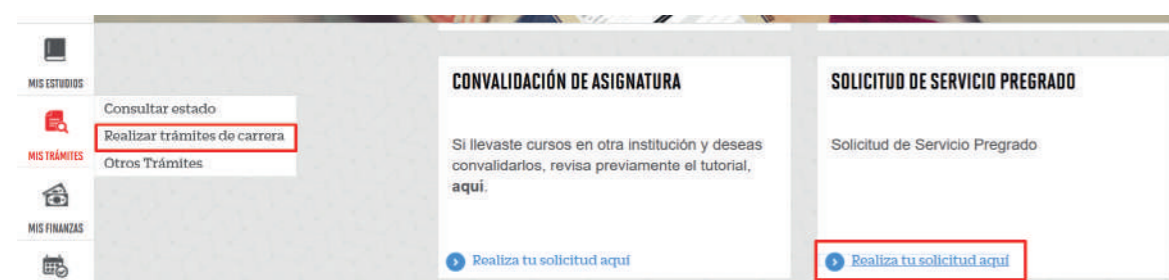 MIS ESTUDIOS
MIS TRÁMITES
MIS FINANZAS
Consultar estado
Realizar trámites de carrera
Otros Trámites
CONVALIDACIÓN DE ASIGNATURA
Si llevaste cursos en otra institución y deseas
convalidarlos, revisa previamente el tutorial,
aquí.
Realiza tu solicitud aquí
SOLICITUD DE SERVICIO PREGRADO
Solicitud de Servicio Pregrado
Realiza tu solicitud aquí